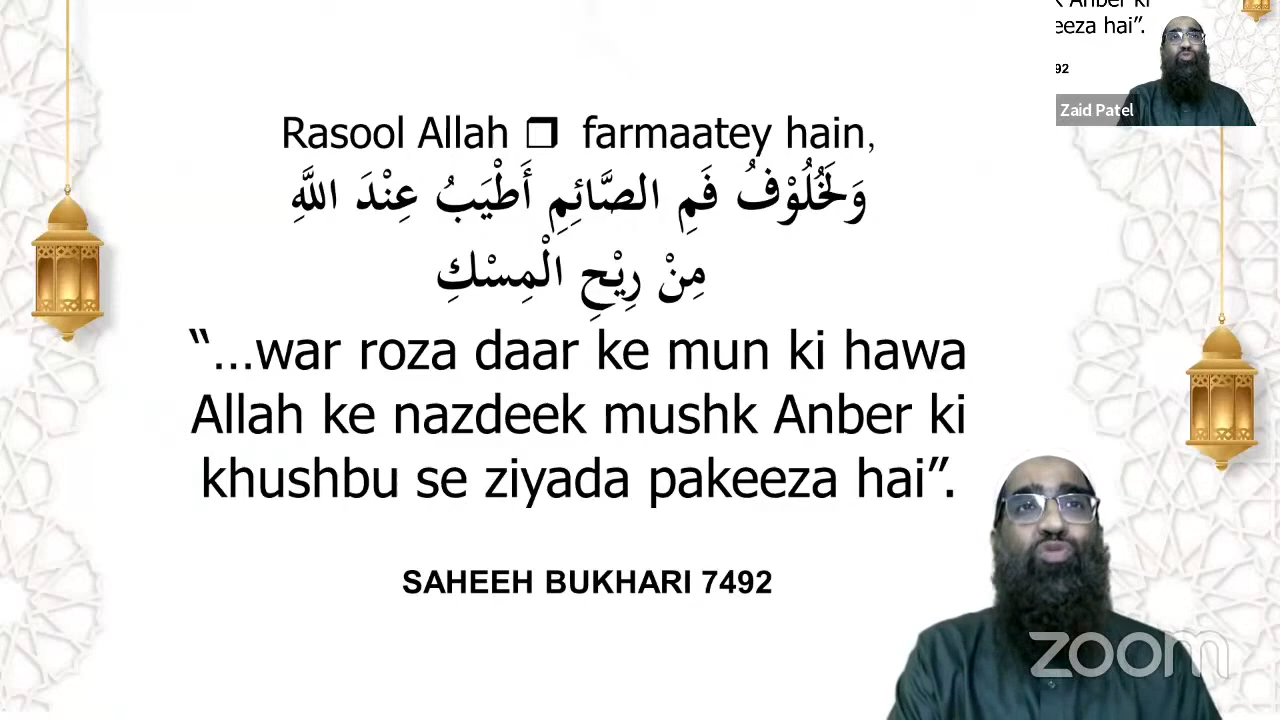 Rasool Allah ❒ farmaatey hain,
وَلَخُلُوْفُ فَمِ الصَّائِمِ أَطْيَبُ عِنْدَ اللَّهِ
مِنْ رِيْحِ الْمِسْكِ
“…war roza daar ke mun ki hawa
Allah ke nazdeek mushk Anber ki
khushbu se ziyada pakeeza hai”.
SAHEEH BUKHARI 7492
eeza hai”.
92
Zaid Patel
zoom